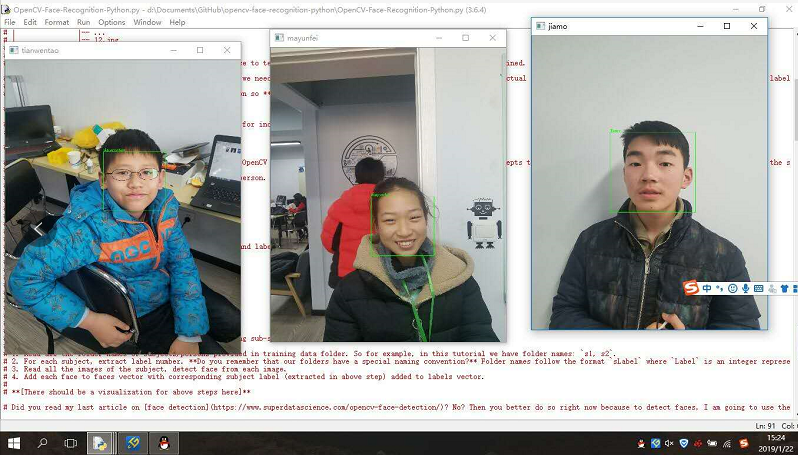 OpenCV-Face-Recognition-Python.py - d:\Documents\GitHub\opencv-face-recognition-python\OpenCV-Face-Recognition-Python.py (3.6.4)
File Edit Format Run Options Window Help
tianwentao
mayunfei
jiamo
# | |-- ...
# | |-- 12.jpg
ce to te
ined.
we need
ctual
label
on so **
for inc
OpenCV
epts t
the s
person.
and labe
ng sub-s
provided in training data folder. So for example, in this tutorial we have folder names: `s1, s2`.
# 2. For each subject, extract label number. **Do you remember that our folders have a special naming convention?** Folder names follow the format `sLabel` where `Label` is an integer represe
# 3. Read all the images of the subject, detect face from each image.
# 4. Add each face to faces vector with corresponding subject label (extracted in above step) added to labels vector.
#
# **[There should be a visualization for above steps here]**
# Did you read my last article on [face detection](https://www.superdatascience.com/opencv-face-detection/)? No? Then you better do so right now because to detect faces, I am going to use the
Ln: 91 Col:
S 中
15:24
2019/1/22